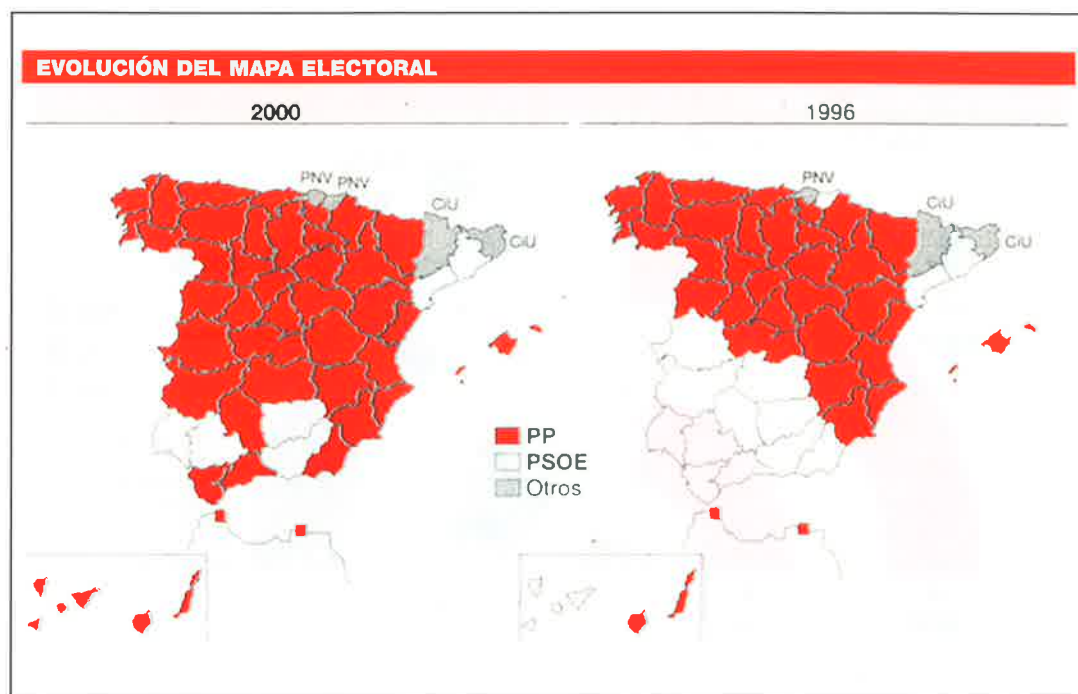 EVOLUCIÓN DEL MAPA ELECTORAL
2000
1996
PNV PNV
CiU
CiU
PNV
CiU
CiU
PP
PSOE
Otros